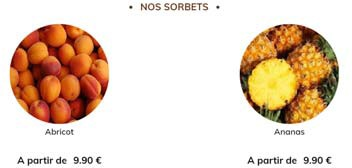 • NOS SORBETS •
Abricot
Ananas
A partir de 9.90 €
A partir de 9.90 €